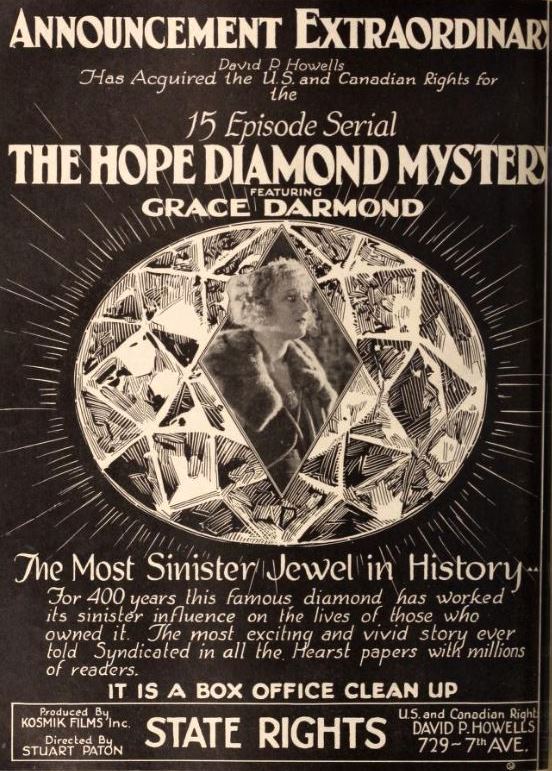 ANNOUNCEMENT EXTRAORDINARY
David P Howells
Has Acquired the U.S. and Canadian Rights for
the
15 Episode Serial
THE HOPE DIAMOND MYSTERY
FEATURING
GRACE DARMOND
The Most Sinister Jewel in History--
For 400 years this famous diamond has worked
its sinister influence on the lives of those who
owned it. The most exciting and vivid story ever
told Syndicated in all the Hearst papers with millions
of readers.
IT IS A BOX OFFICE CLEAN UP
Produced By
KOSMIK FILMS Inc.
Directed By
STUART PATON
STATE RIGHTS
U.S. and Canadian Right
DAVID P. HOWELLS
729~7th AVE.